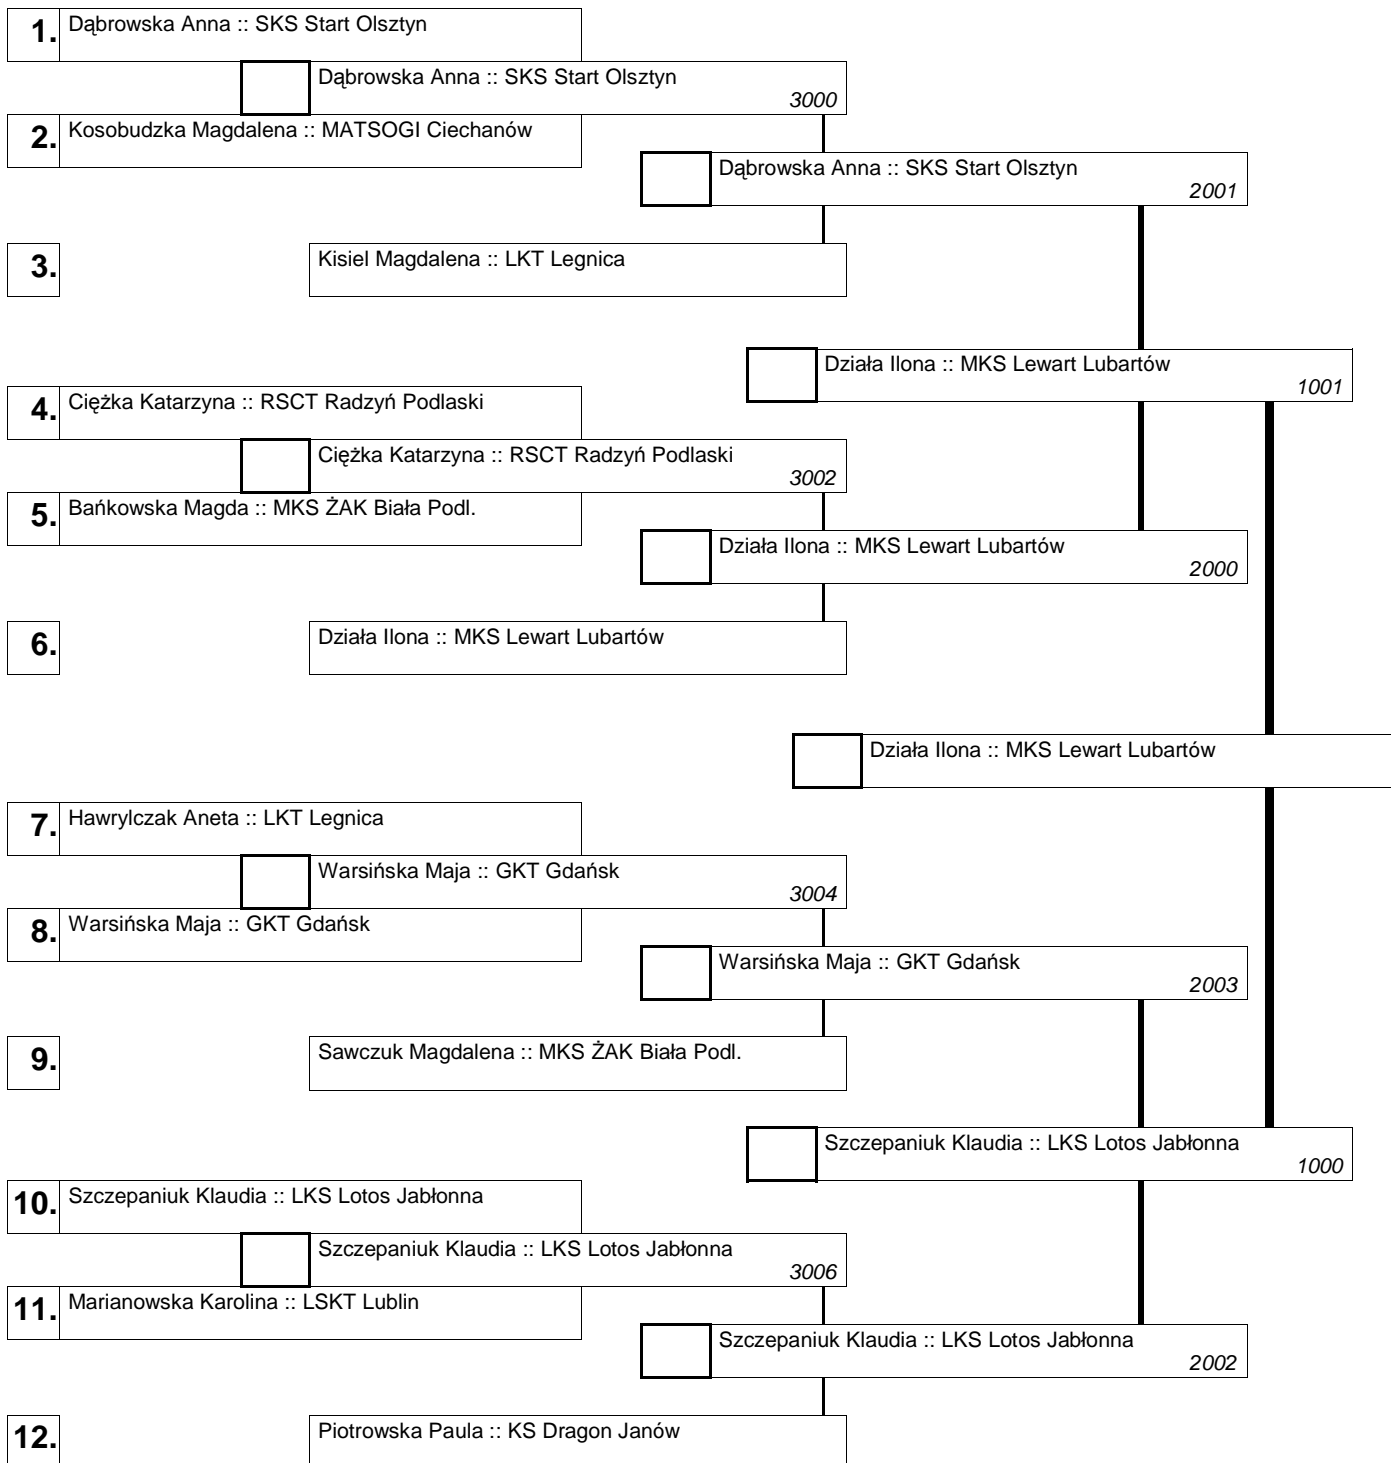 1. Dąbrowska Anna :: SKS Start Olsztyn
Dąbrowska Anna :: SKS Start Olsztyn
3000
2. Kosobudzka Magdalena :: MATSOGI Ciechanów
Dąbrowska Anna :: SKS Start Olsztyn
2001
3. Kisiel Magdalena :: LKT Legnica
Działa Ilona :: MKS Lewart Lubartów
1001
4. Ciężka Katarzyna :: RSCT Radzyń Podlaski
Ciężka Katarzyna :: RSCT Radzyń Podlaski
3002
5. Bańkowska Magda :: MKS ŻAK Biała Podl.
Działa Ilona :: MKS Lewart Lubartów
2000
6. Działa Ilona :: MKS Lewart Lubartów
Działa Ilona :: MKS Lewart Lubartów
7. Hawrylczak Aneta :: LKT Legnica
Warsińska Maja :: GKT Gdańsk
3004
8. Warsińska Maja :: GKT Gdańsk
Warsińska Maja :: GKT Gdańsk
2003
9. Sawczuk Magdalena :: MKS ŻAK Biała Podl.
Szczepaniuk Klaudia :: LKS Lotos Jabłonna
1000
10. Szczepaniuk Klaudia :: LKS Lotos Jabłonna
Szczepaniuk Klaudia :: LKS Lotos Jabłonna
3006
11. Marianowska Karolina :: LSKT Lublin
Szczepaniuk Klaudia :: LKS Lotos Jabłonna
2002
12. Piotrowska Paula :: KS Dragon Janów